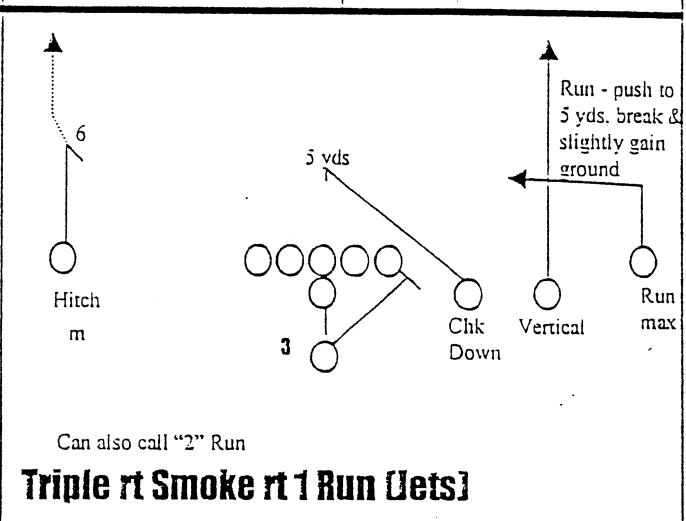 6
5 yds
Run - push to
5 yds. break &
slightly gain
ground
Hitch
m
3
Chk
Down
Vertical
Run
max
Can also call “2” Run
Triple rt Smoke rt 1 Run (Jets)